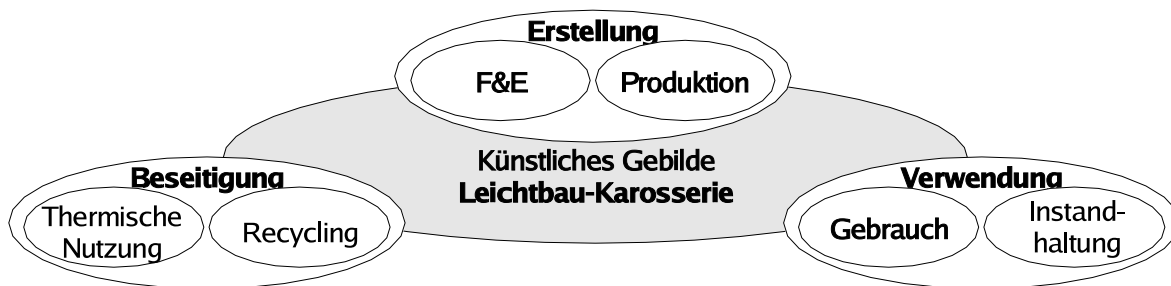 Erstellung
F&E
Produktion
Künstliches Gebilde
Leichtbau-Karosserie
Beseitigung
Thermische
Nutzung
Recycling
Verwendung
Gebrauch
Instand-
haltung